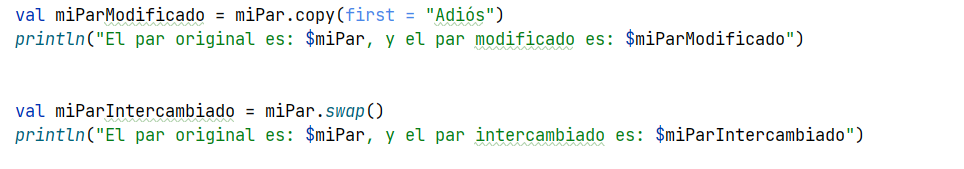 val miParModificado = miPar.copy(first = "Adiós")
println("El par original es: $miPar, y el par modificado es: $miParModificado")
val miParIntercambiado = miPar.swap()
println("El par original es: $miPar, y el par intercambiado es: $miParIntercambiado")